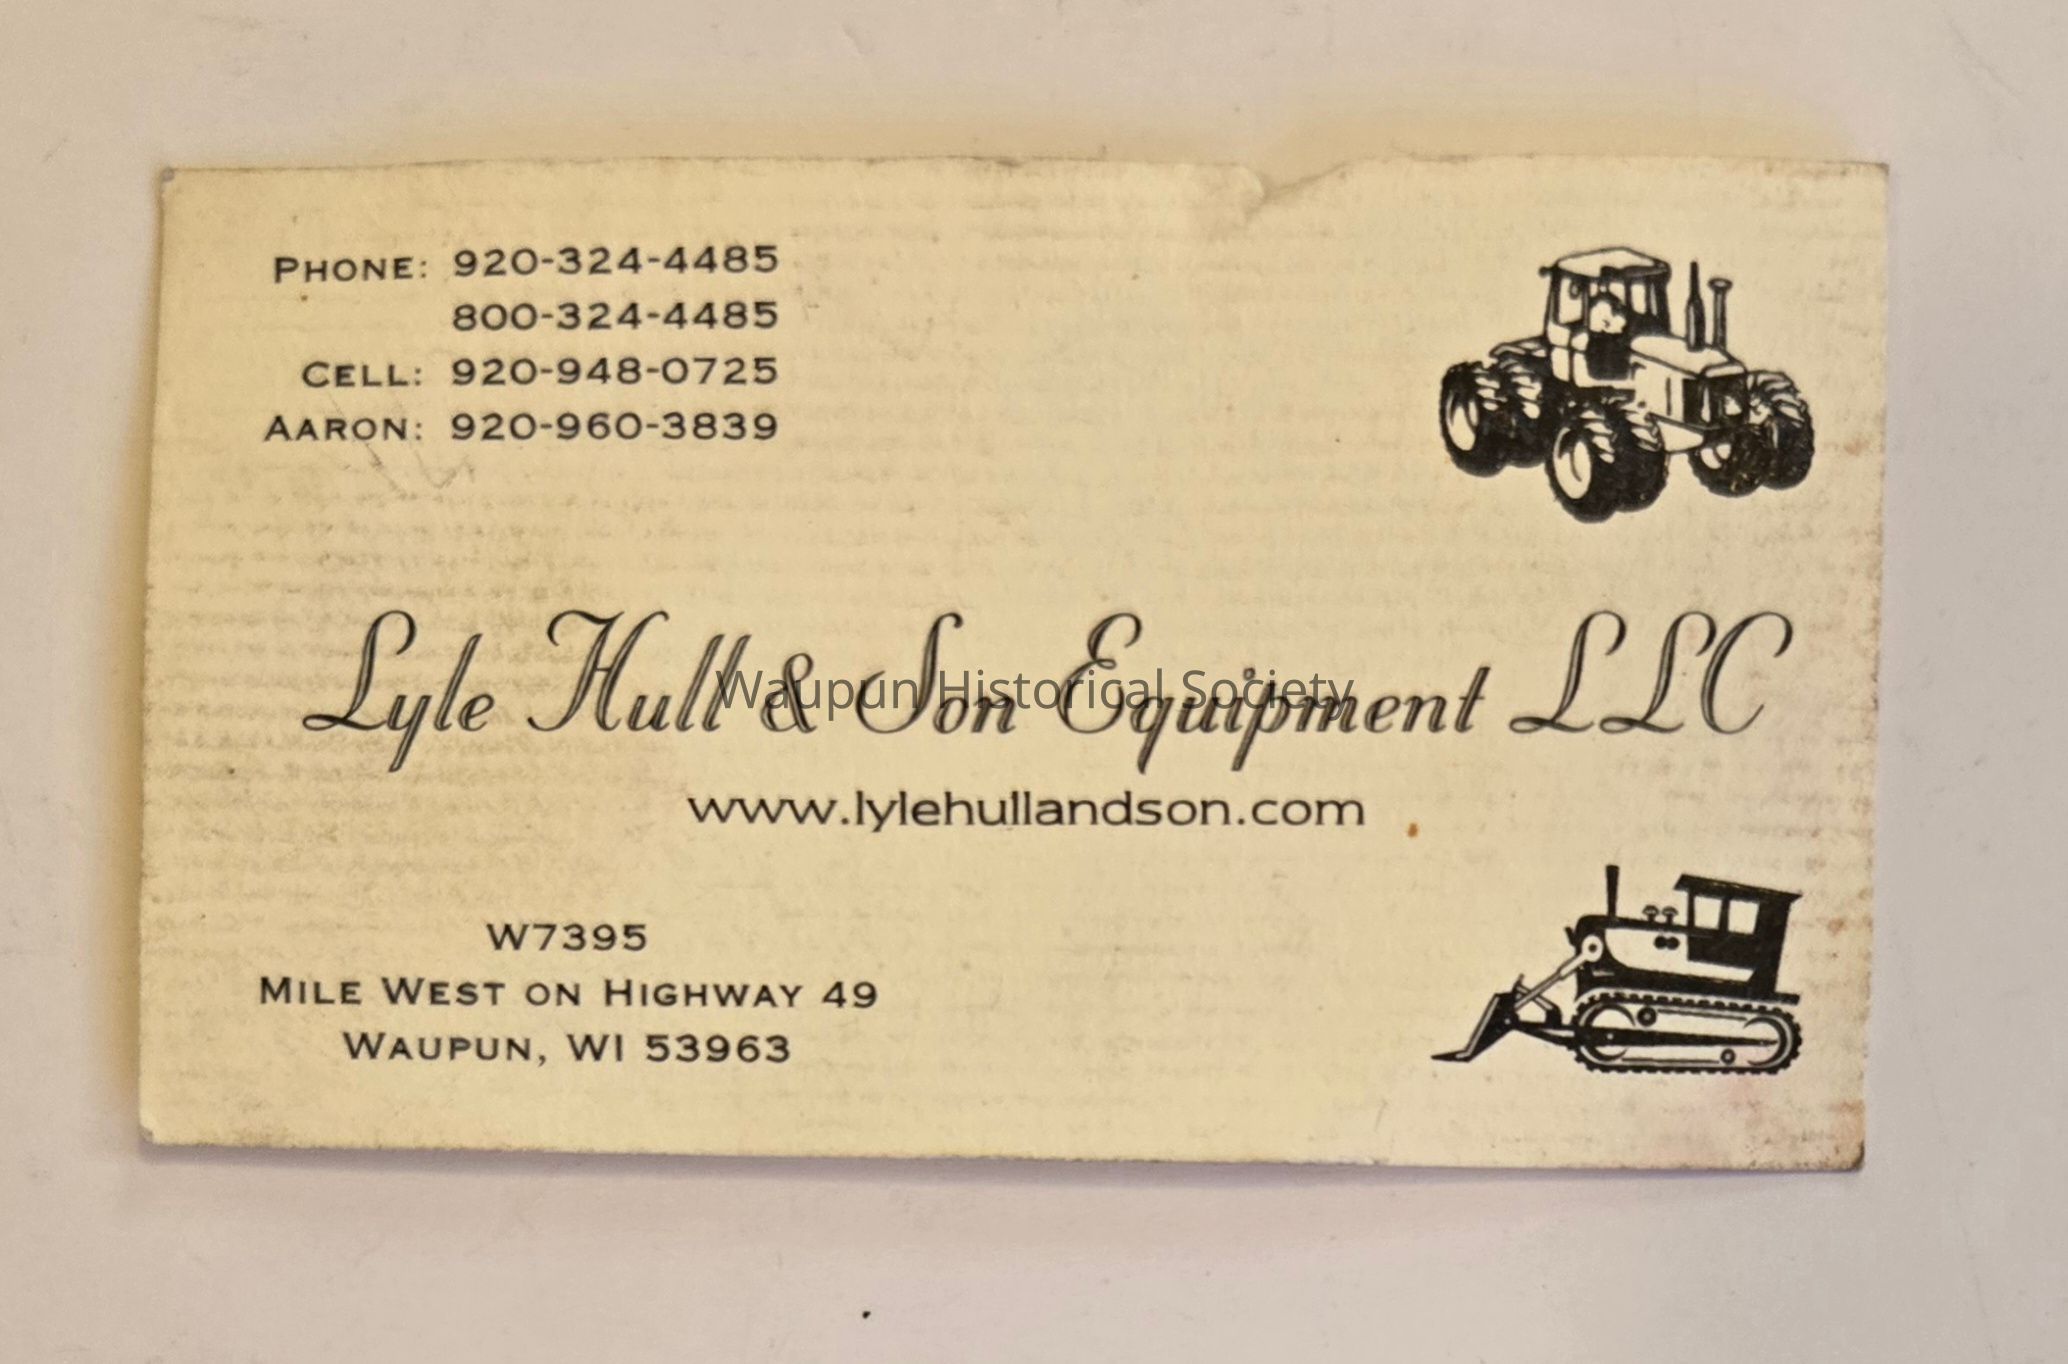 PHONE: 920-324-4485
800-324-4485
CELL: 920-948-0725
AARON: 920-960-3839
Lyle Hull & Son Equipment LLC
Waupun Historical Society
www.lylehullandson.com
W7395
MILE WEST ON HIGHWAY 49
WAUPUN, WI 53963